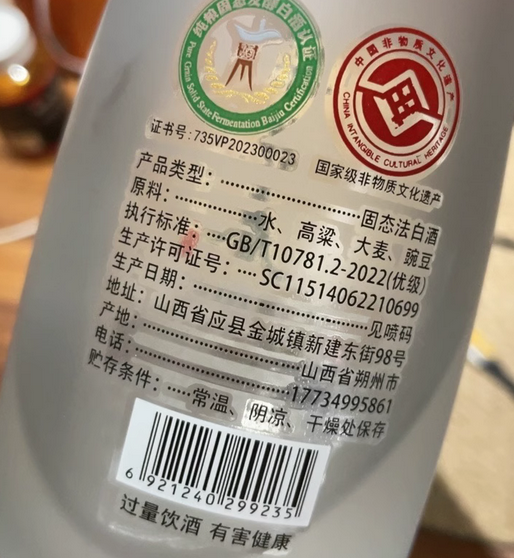 纯粮固态发酵白酒认证
Pure Grain Solid State Fermentation Baijiu Certification
中国非物质文化遗产
CHINA INTANGIBLE CULTURAL HERITAGE
证书号:735VP202300023
国家级非物质文化遗产
产品类型:·················固态法白酒
原料:·········水、高粱、大麦、豌豆
执行标准:···GB/T10781.2-2022(优级)
生产许可证号:····SC11514062210699
生产日期:·····················见喷码
地址:山西省应县金城镇新建东街98号
产地:·················山西省朔州市
电话:·················17734995861
贮存条件:·····常温、阴凉、干燥处保存
6 921240 299235
过量饮酒 有害健康